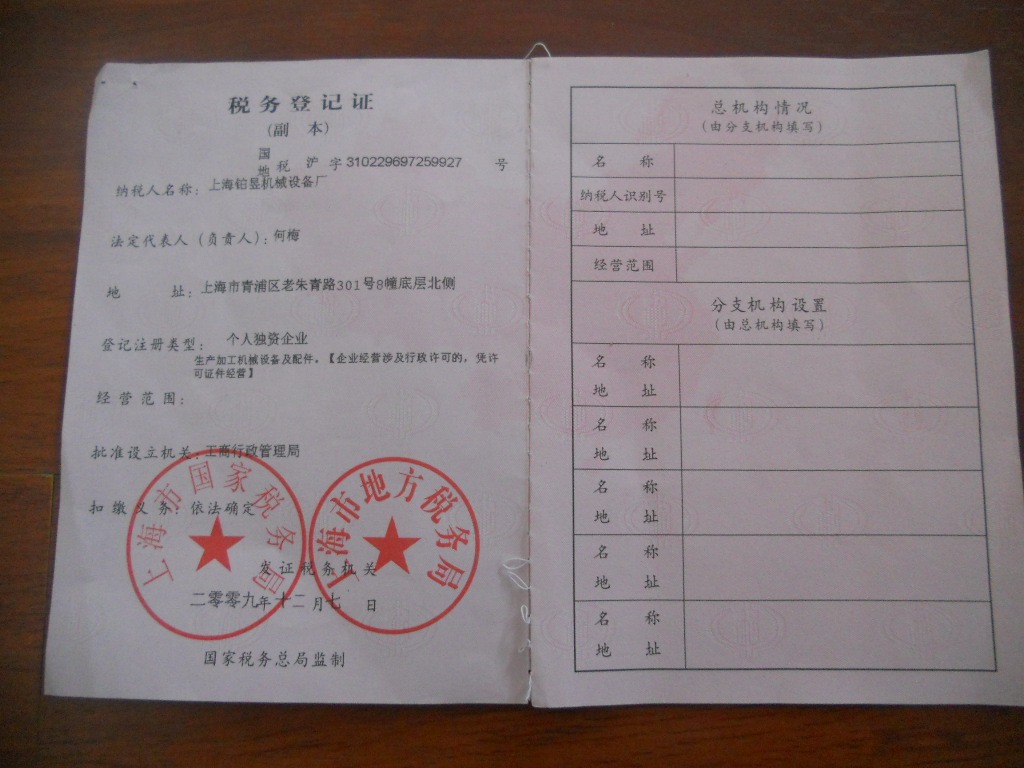 税务登记证
(副 本)
国
地 税 沪 字 310229697259927 号
纳税人名称: 上海铂昱机械设备厂
法定代表人(负责人): 何梅
地 址: 上海市青浦区老朱青路301号8幢底层北侧
登记注册类型: 个人独资企业
生产加工机械设备及配件。【企业经营涉及行政许可的,凭许
可证件经营】
经营范围:
批准设立机关: 工商行政管理局
扣缴义务: 依法确定
上海市国家税务局
上海市地方税务局
发证税务机关
二零零九年十二月七 日
国家税务总局监制
总机构情况
(由分支机构填写)
名 称
纳税人识别号
地 址
经营范围
分支机构设置
(由总机构填写)
名 称
地 址
名 称
地 址
名 称
地 址
名 称
地 址
名 称
地 址